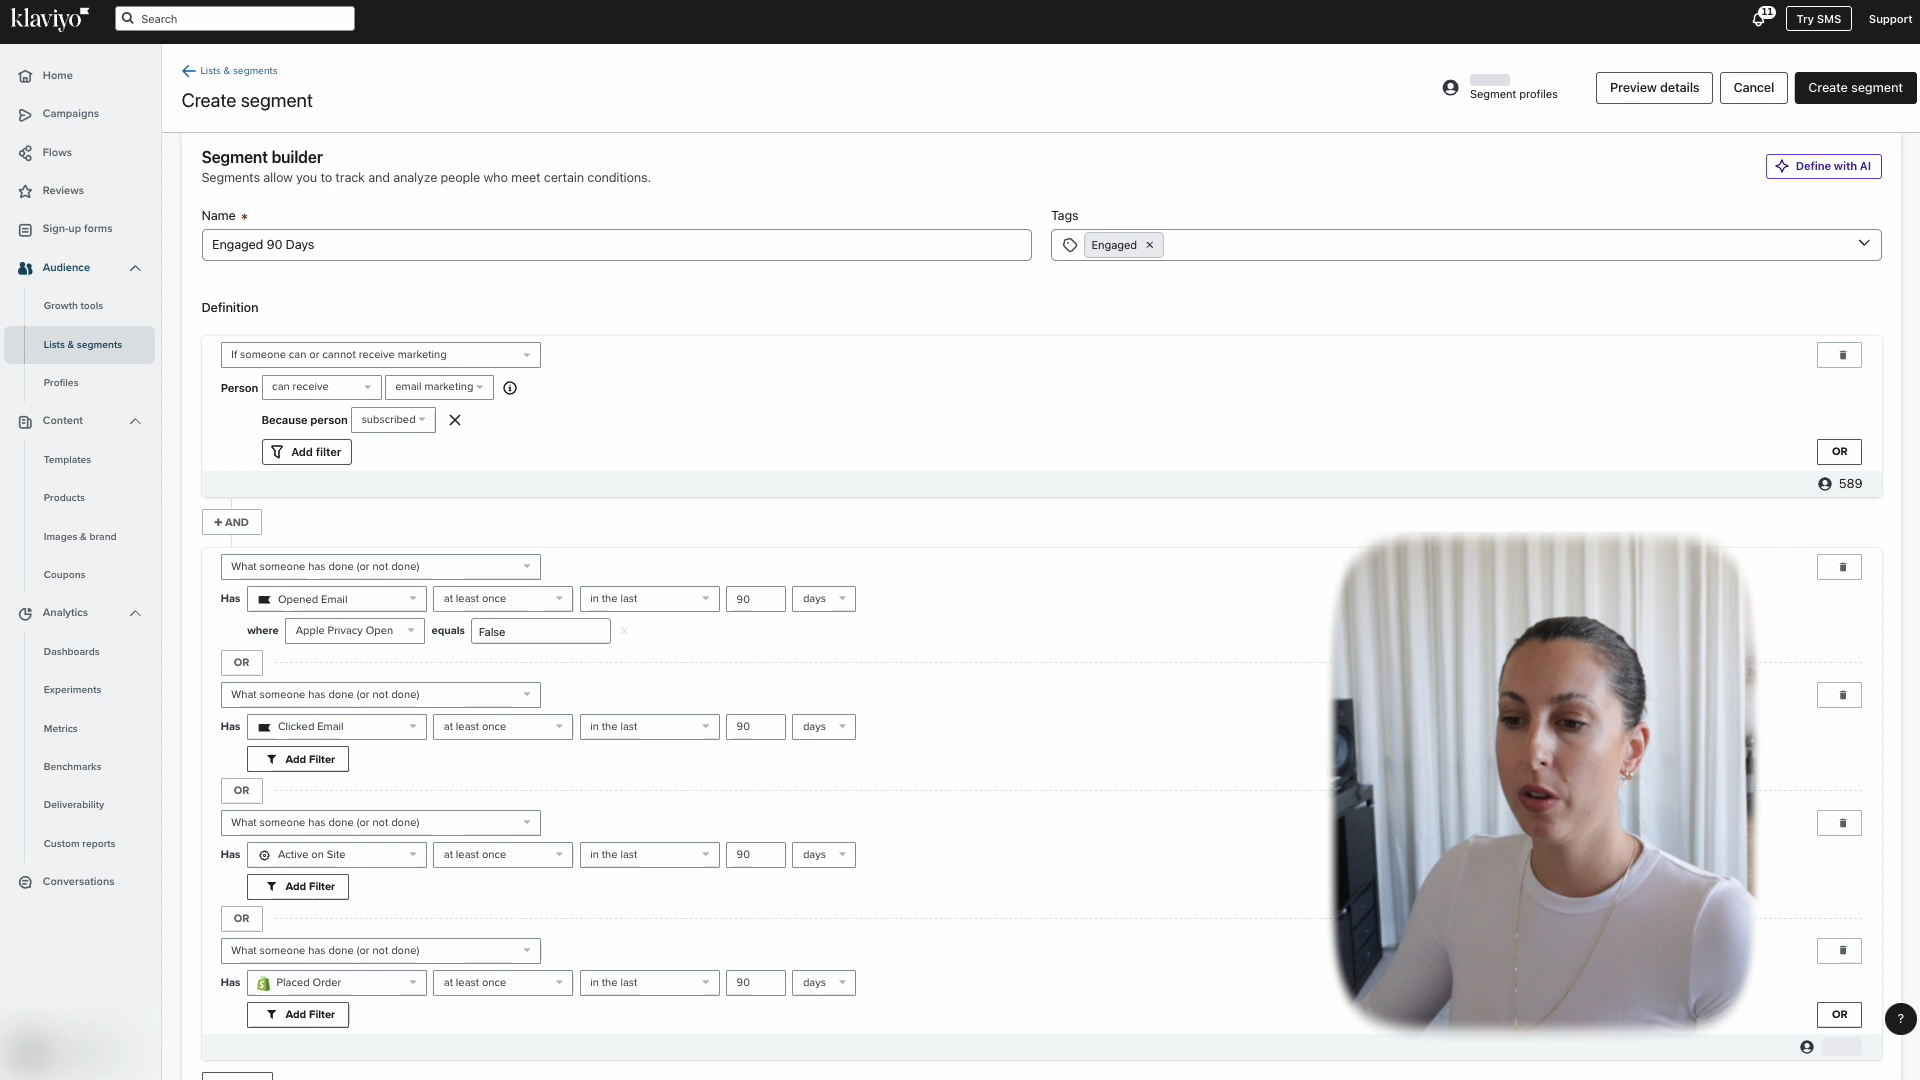 klaviyo
Search
11
Try SMS
Support
Home
Campaigns
Flows
Reviews
Sign-up forms
Audience
Growth tools
Lists & segments
Profiles
Content
Templates
Products
Images & brand
Coupons
Analytics
Dashboards
Experiments
Metrics
Benchmarks
Deliverability
Custom reports
Conversations
Lists & segments
Create segment
Segment profiles
Preview details
Cancel
Create segment
Segment builder
Segments allow you to track and analyze people who meet certain conditions.
Define with AI
Name *
Tags
Engaged 90 Days
Engaged
Definition
If someone can or cannot receive marketing
Person can receive email marketing
Because person subscribed
Add filter
OR
589
+ AND
What someone has done (or not done)
Has Opened Email at least once in the last 90 days
where Apple Privacy Open equals False
OR
What someone has done (or not done)
Has Clicked Email at least once in the last 90 days
Add Filter
OR
What someone has done (or not done)
Has Active on Site at least once in the last 90 days
Add Filter
OR
What someone has done (or not done)
Has Placed Order at least once in the last 90 days
Add Filter
OR
?